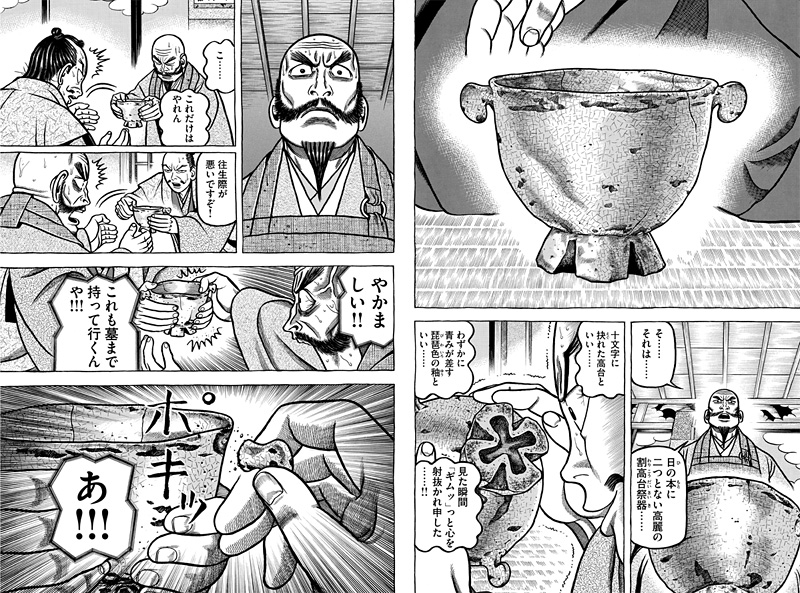 そ‥‥
それは‥‥
日の本に
二つとない高麗の
割高台祭器‥‥
十文字に
抉れた高台と
いい‥‥
わずかに
青みが差す
琵琶色の釉と
いい‥‥
見た瞬間
「ギムッ」っと心を
射抜かれ申した
‥‥!!
こ‥‥
これだけは
やれん
往生際が
悪いですぞ!
やかま
しい!!
これも墓まで
持って行くん
や!!!
ポキッ
あ!!!